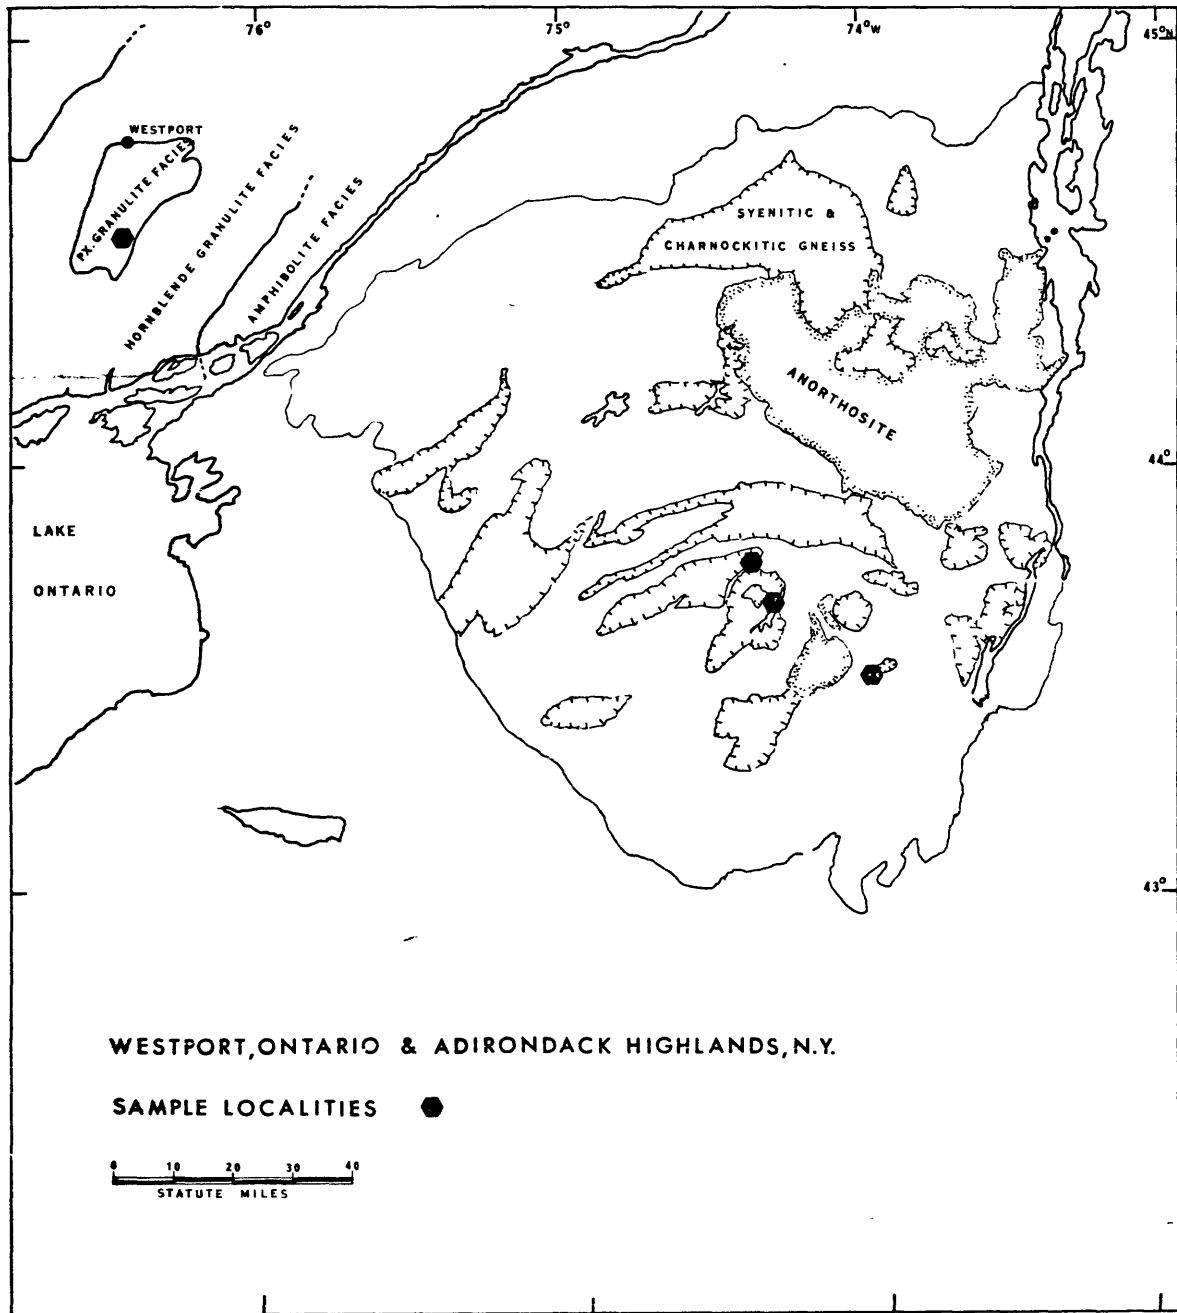 76°
75°
74°W
45°N
WESTPORT
PX. GRANULITE FACIES
HORNBLENDE GRANULITE FACIES
AMPHIBOLITE FACIES
SYENITIC &
CHARNOCKITIC GNEISS
ANORTHOSITE
44°
LAKE
ONTARIO
43°
WESTPORT, ONTARIO & ADIRONDACK HIGHLANDS, N.Y.
SAMPLE LOCALITIES
0 10 20 30 40
STATUTE MILES